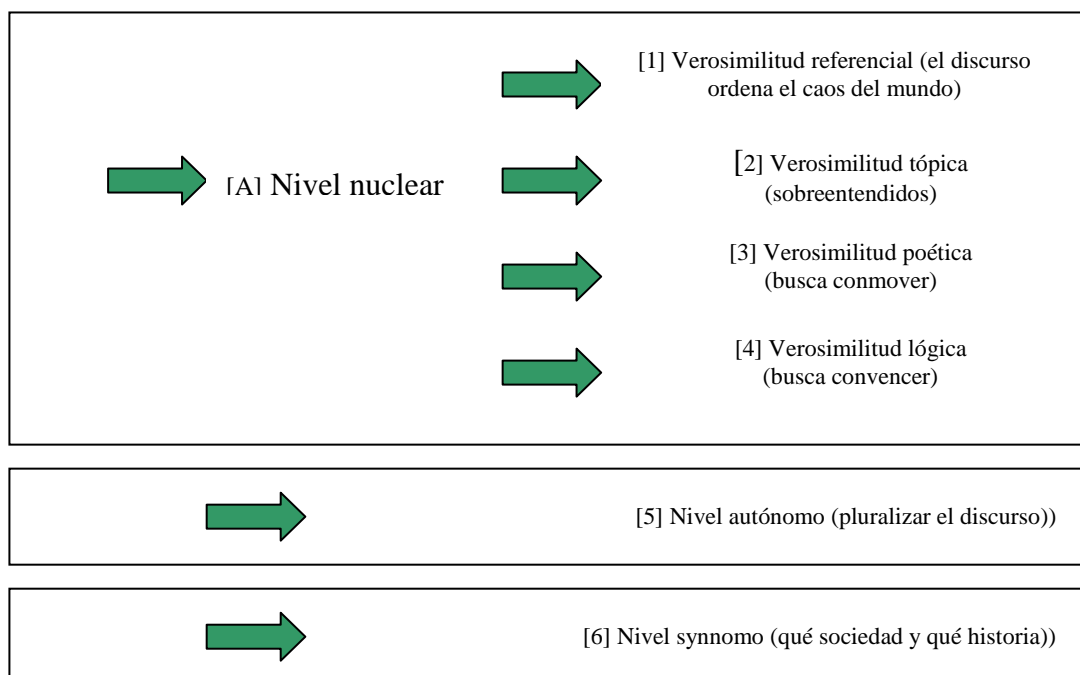 [1] Verosimilitud referencial (el discurso
ordena el caos del mundo)
[A] Nivel nuclear
[2] Verosimilitud tópica
(sobreentendidos)
[3] Verosimilitud poética
(busca conmover)
[4] Verosimilitud lógica
(busca convencer)
[5] Nivel autónomo (pluralizar el discurso))
[6] Nivel synnomo (qué sociedad y qué historia))